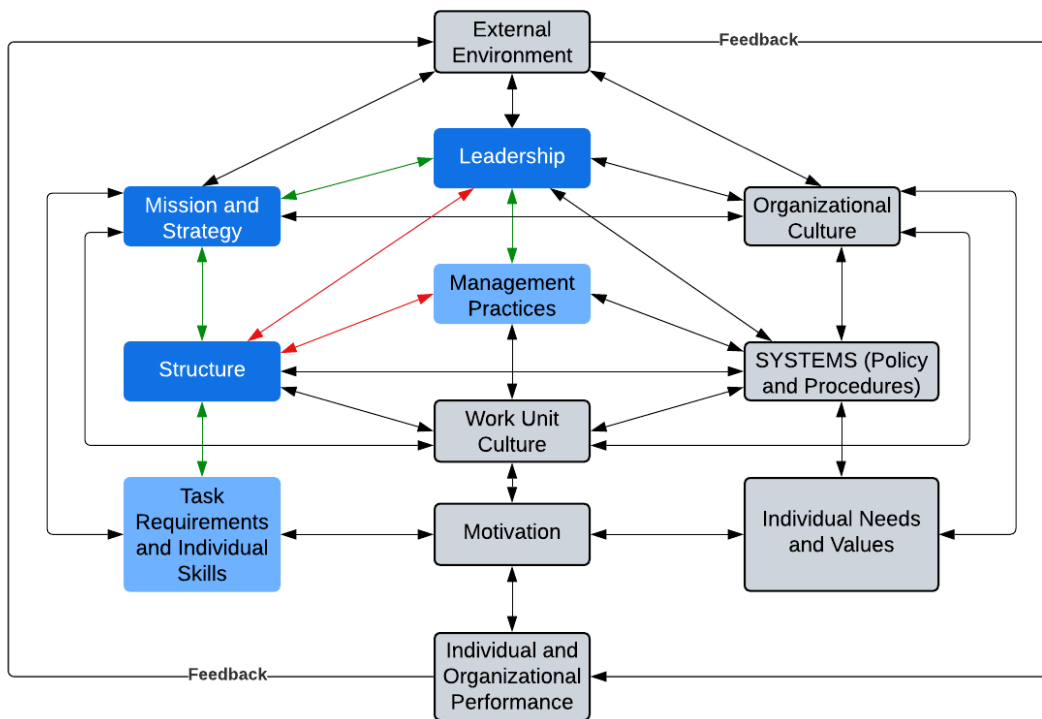 External
Environment
Feedback
Leadership
Mission and
Strategy
Organizational
Culture
Management
Practices
Structure
SYSTEMS (Policy
and Procedures)
Work Unit
Culture
Task
Requirements
and Individual
Skills
Motivation
Individual Needs
and Values
Individual and
Organizational
Performance
Feedback